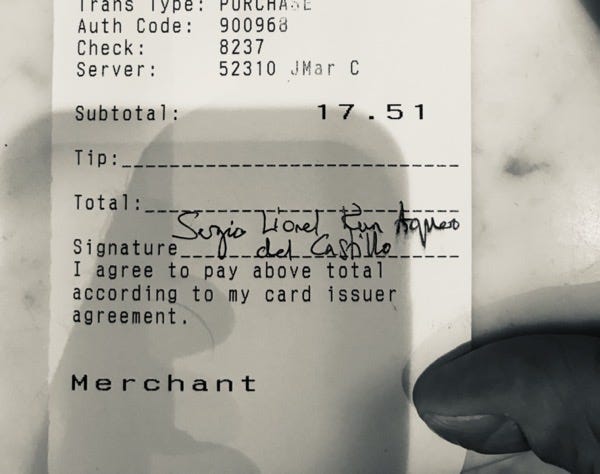 Trans Type: PURCHASE
Auth Code: 900968
Check: 8237
Server: 52310 JMar C
Subtotal: 17.51
Tip:
Total:
Sergio Lionel Kun Aguero
Signature del Castillo
I agree to pay above total
according to my card issuer
agreement.
Merchant